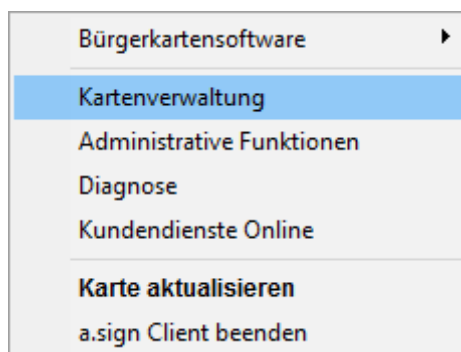 Bürgerkartensoftware
Kartenverwaltung
Administrative Funktionen
Diagnose
Kundendienste Online
Karte aktualisieren
a.sign Client beenden